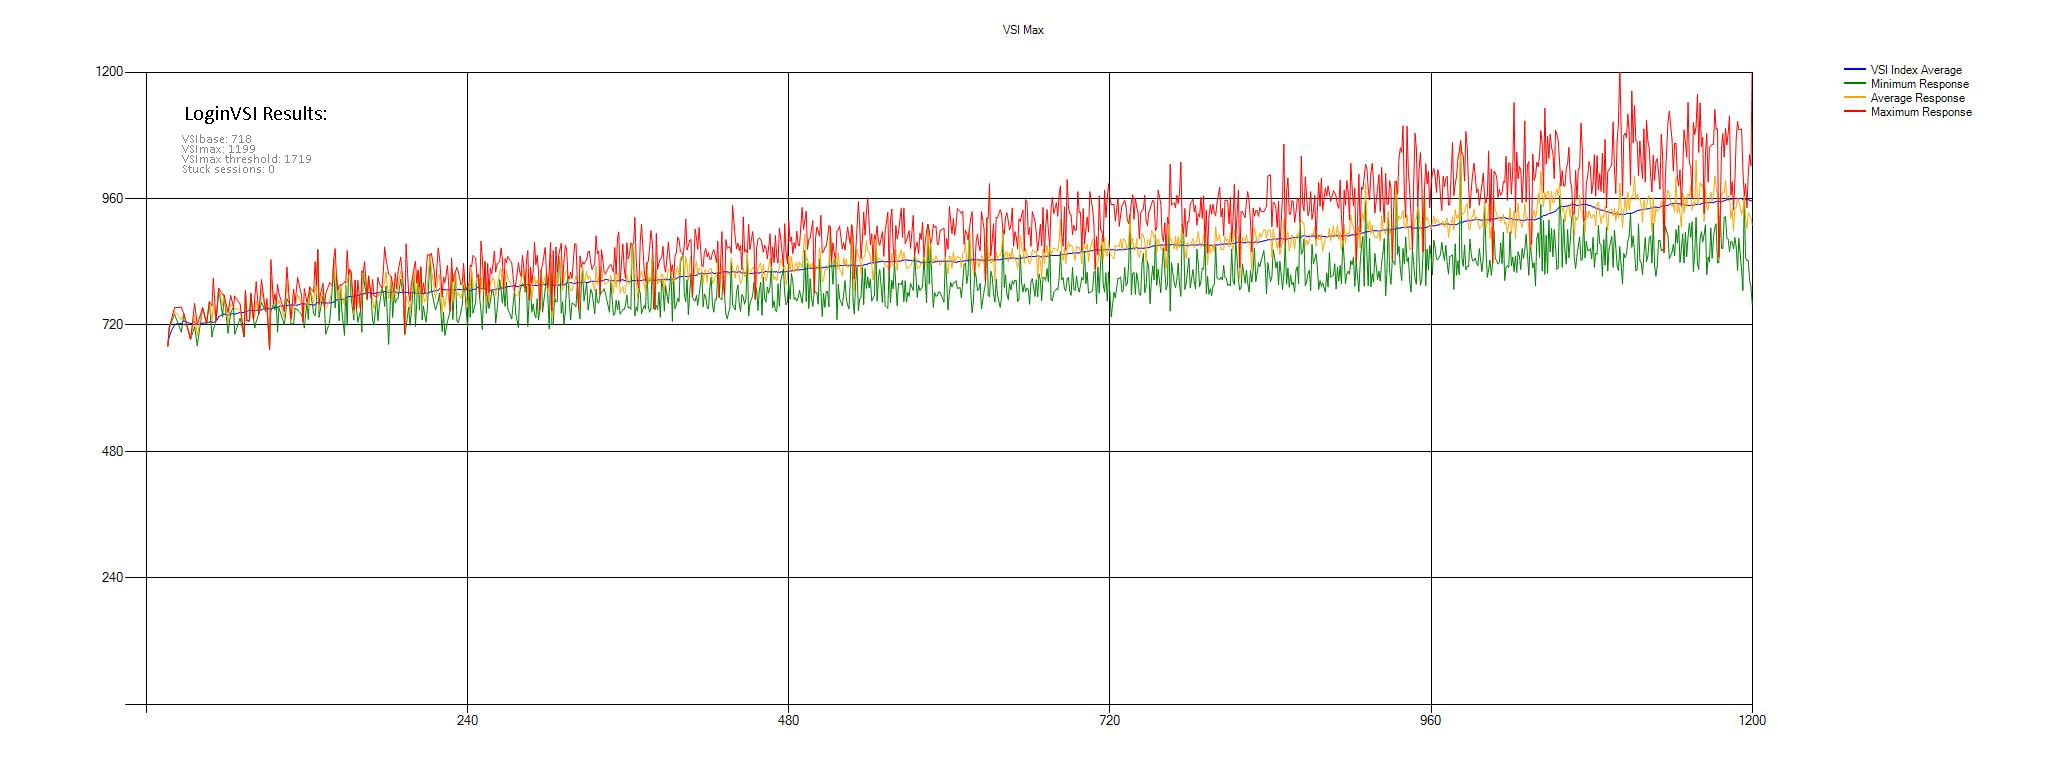 VSI Max
1200
960
720
480
240
LoginVSI Results:
VSIbase: 718
VSImax: 1199
VSImax threshold: 1719
Stuck sessions: 0
240
480
720
960
1200
VSI Index Average
Minimum Response
Average Response
Maximum Response